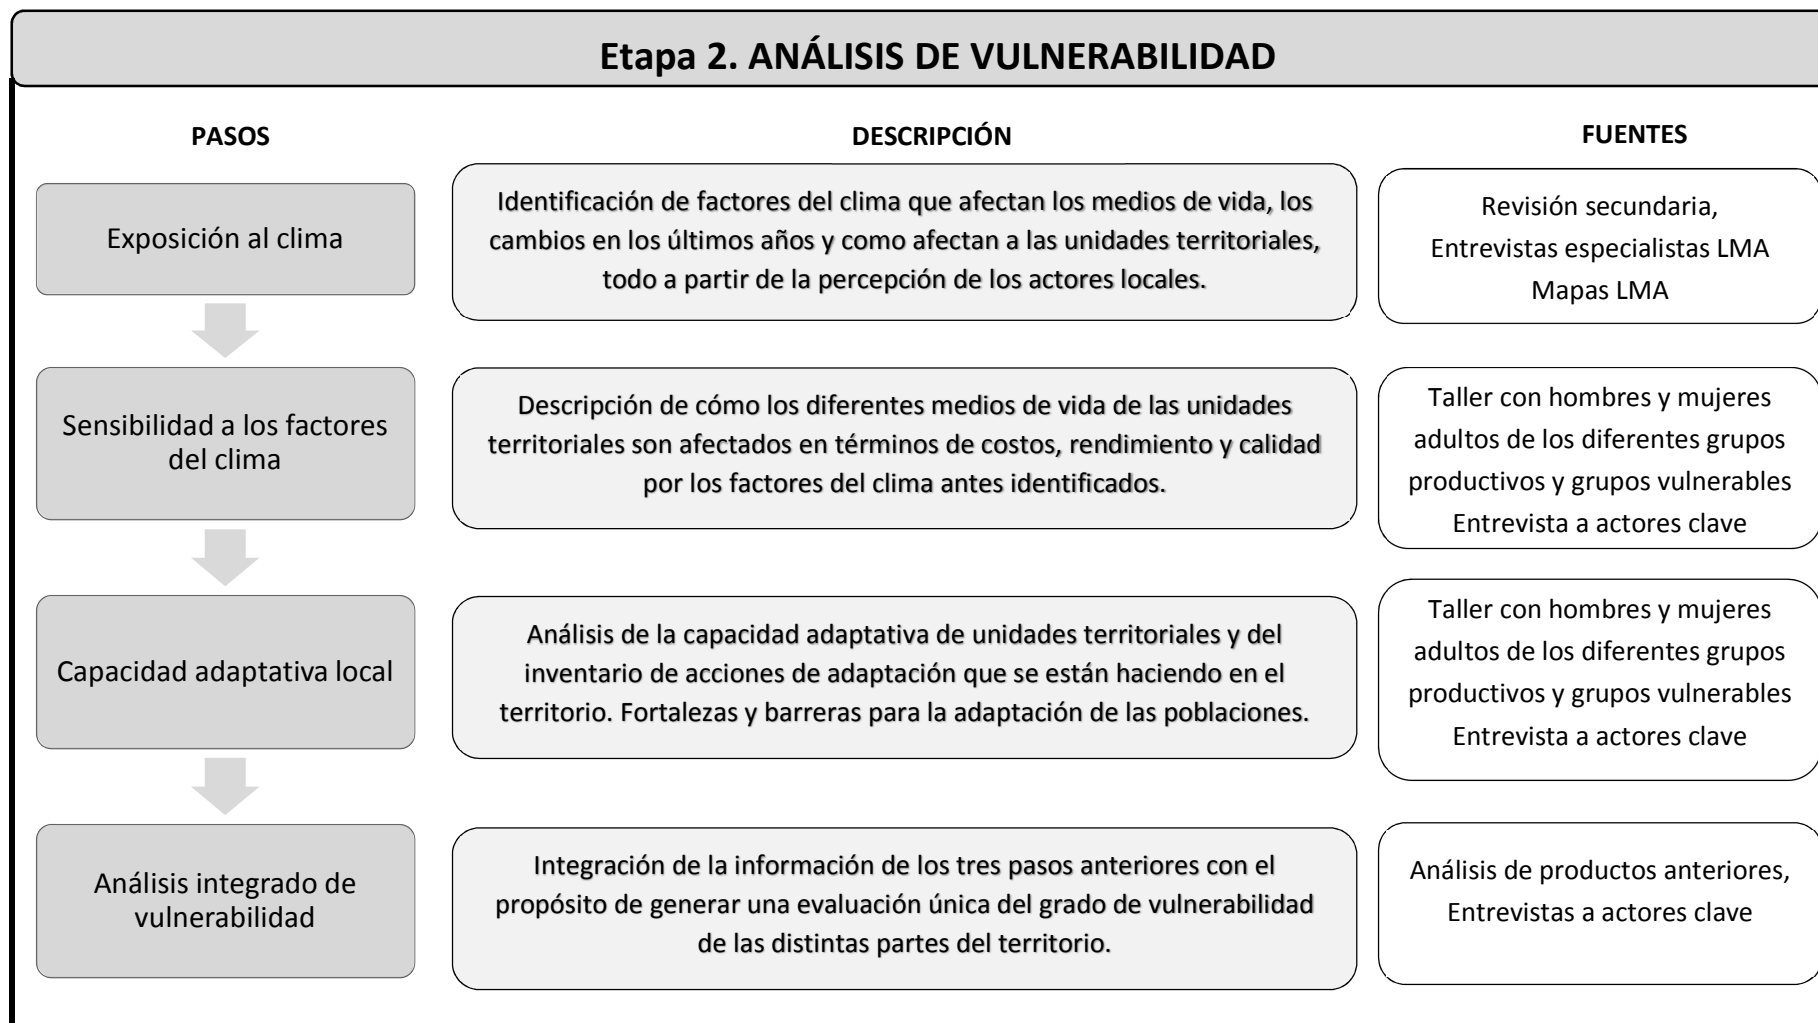 Etapa 2. ANÁLISIS DE VULNERABILIDAD
PASOS
DESCRIPCIÓN
FUENTES
Exposición al clima
Identificación de factores del clima que afectan los medios de vida, los
cambios en los últimos años y como afectan a las unidades territoriales,
todo a partir de la percepción de los actores locales.
Revisión secundaria,
Entrevistas especialistas LMA
Mapas LMA
Sensibilidad a los factores
del clima
Descripción de cómo los diferentes medios de vida de las unidades
territoriales son afectados en términos de costos, rendimiento y calidad
por los factores del clima antes identificados.
Taller con hombres y mujeres
adultos de los diferentes grupos
productivos y grupos vulnerables
Entrevista a actores clave
Capacidad adaptativa local
Análisis de la capacidad adaptativa de unidades territoriales y del
inventario de acciones de adaptación que se están haciendo en el
territorio. Fortalezas y barreras para la adaptación de las poblaciones.
Taller con hombres y mujeres
adultos de los diferentes grupos
productivos y grupos vulnerables
Entrevista a actores clave
Análisis integrado de
vulnerabilidad
Integración de la información de los tres pasos anteriores con el
propósito de generar una evaluación única del grado de vulnerabilidad
de las distintas partes del territorio.
Análisis de productos anteriores,
Entrevistas a actores clave